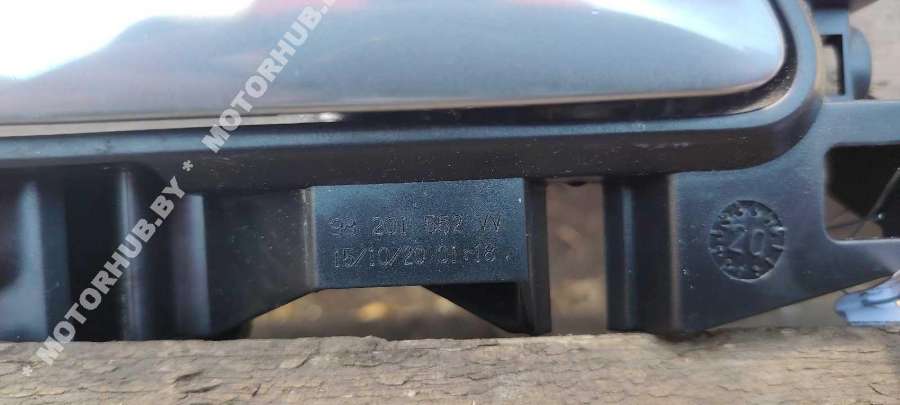 * MOTORHUB.BY * MOTORHUB.BY * MOTORHUB.BY
98 201 552 VV
15/10/20 01:18
20